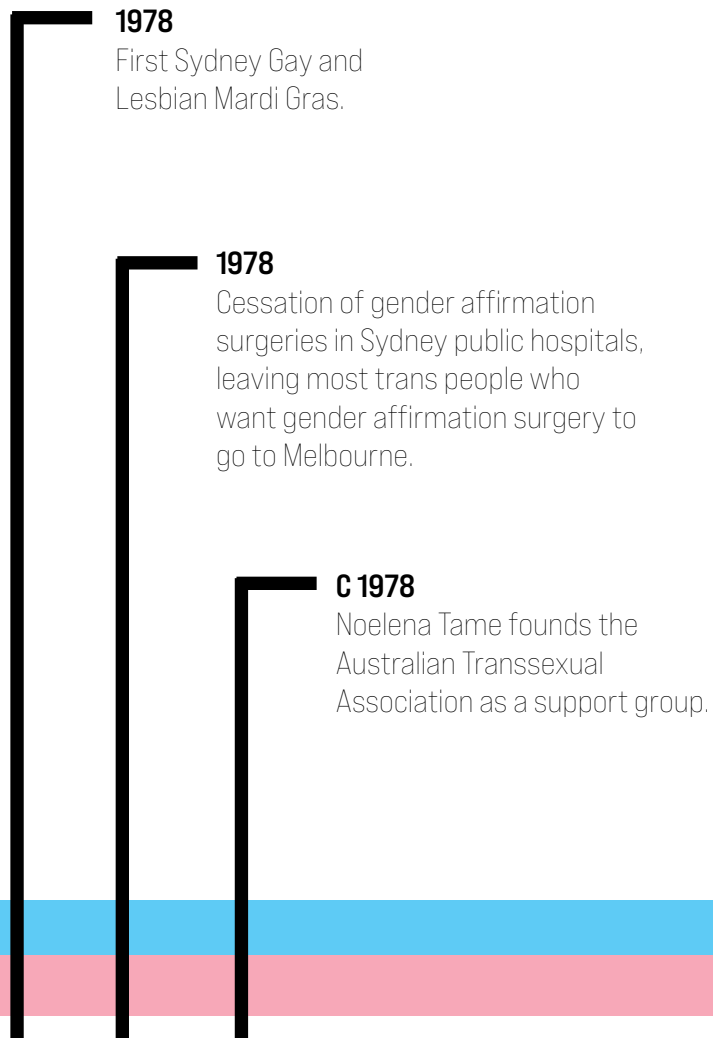 1978
First Sydney Gay and
Lesbian Mardi Gras.
1978
Cessation of gender affirmation
surgeries in Sydney public hospitals,
leaving most trans people who
want gender affirmation surgery to
go to Melbourne.
C 1978
Noelena Tame founds the
Australian Transsexual
Association as a support group.